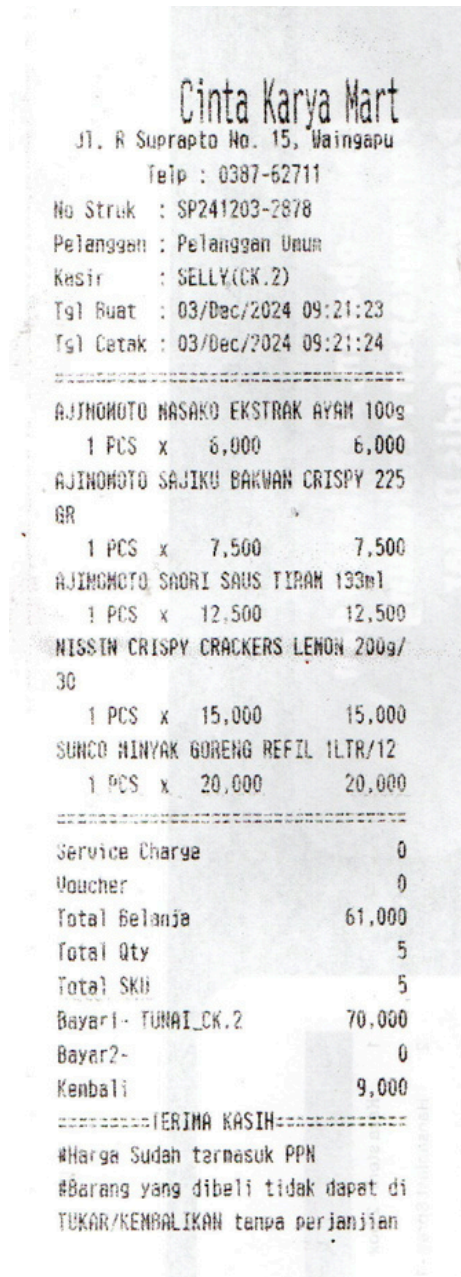 Cinta Karya Mart
Jl. R Suprapto No. 15, Waingapu
Telp : 0387-62711
No Struk : SP241203-2878
Pelanggan : Pelanggan Umum
Kasir : SELLY(CK.2)
Tgl Buat : 03/Dec/2024 09:21:23
Tgl Cetak : 03/Dec/2024 09:21:24
==================================
AJINOMOTO MASAKO EKSTRAK AYAM 100g
1 PCS x 6,000 6,000
AJINOMOTO SAJIKU BAKWAN CRISPY 225
GR
1 PCS x 7,500 7,500
AJINOMOTO SAORI SAUS TIRAM 133ml
1 PCS x 12,500 12,500
NISSIN CRISPY CRACKERS LEMON 200g/
30
1 PCS x 15,000 15,000
SUNCO MINYAK GORENG REFIL 1LTR/12
1 PCS x 20,000 20,000
==================================
Service Charge 0
Voucher 0
Total Belanja 61,000
Total Qty 5
Total SKU 5
Bayar1- TUNAI_CK.2 70,000
Bayar2- 0
Kembali 9,000
=========TERIMA KASIH=============
#Harga Sudah termasuk PPN
#Barang yang dibeli tidak dapat di
TUKAR/KEMBALIKAN tanpa perjanjian